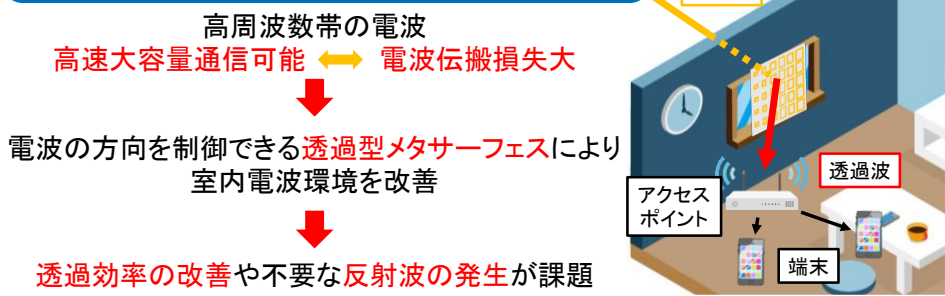 高周波数帯の電波
高速大容量通信可能 電波伝搬損失大
電波の方向を制御できる透過型メタサーフェスにより
室内電波環境を改善
透過効率の改善や不要な反射波の発生が課題
透過波
アクセス
ポイント
端末